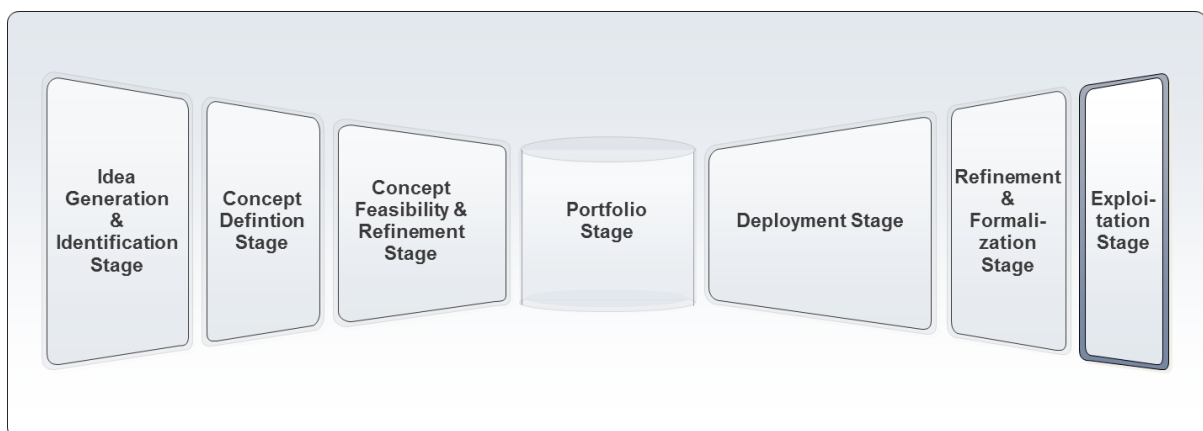 Idea
Generation
&
Identification
Stage
Concept
Defintion
Stage
Concept
Feasibility &
Refinement
Stage
Portfolio
Stage
Deployment Stage
Refinement
&
Formali-
zation
Stage
Exploi-
tation
Stage